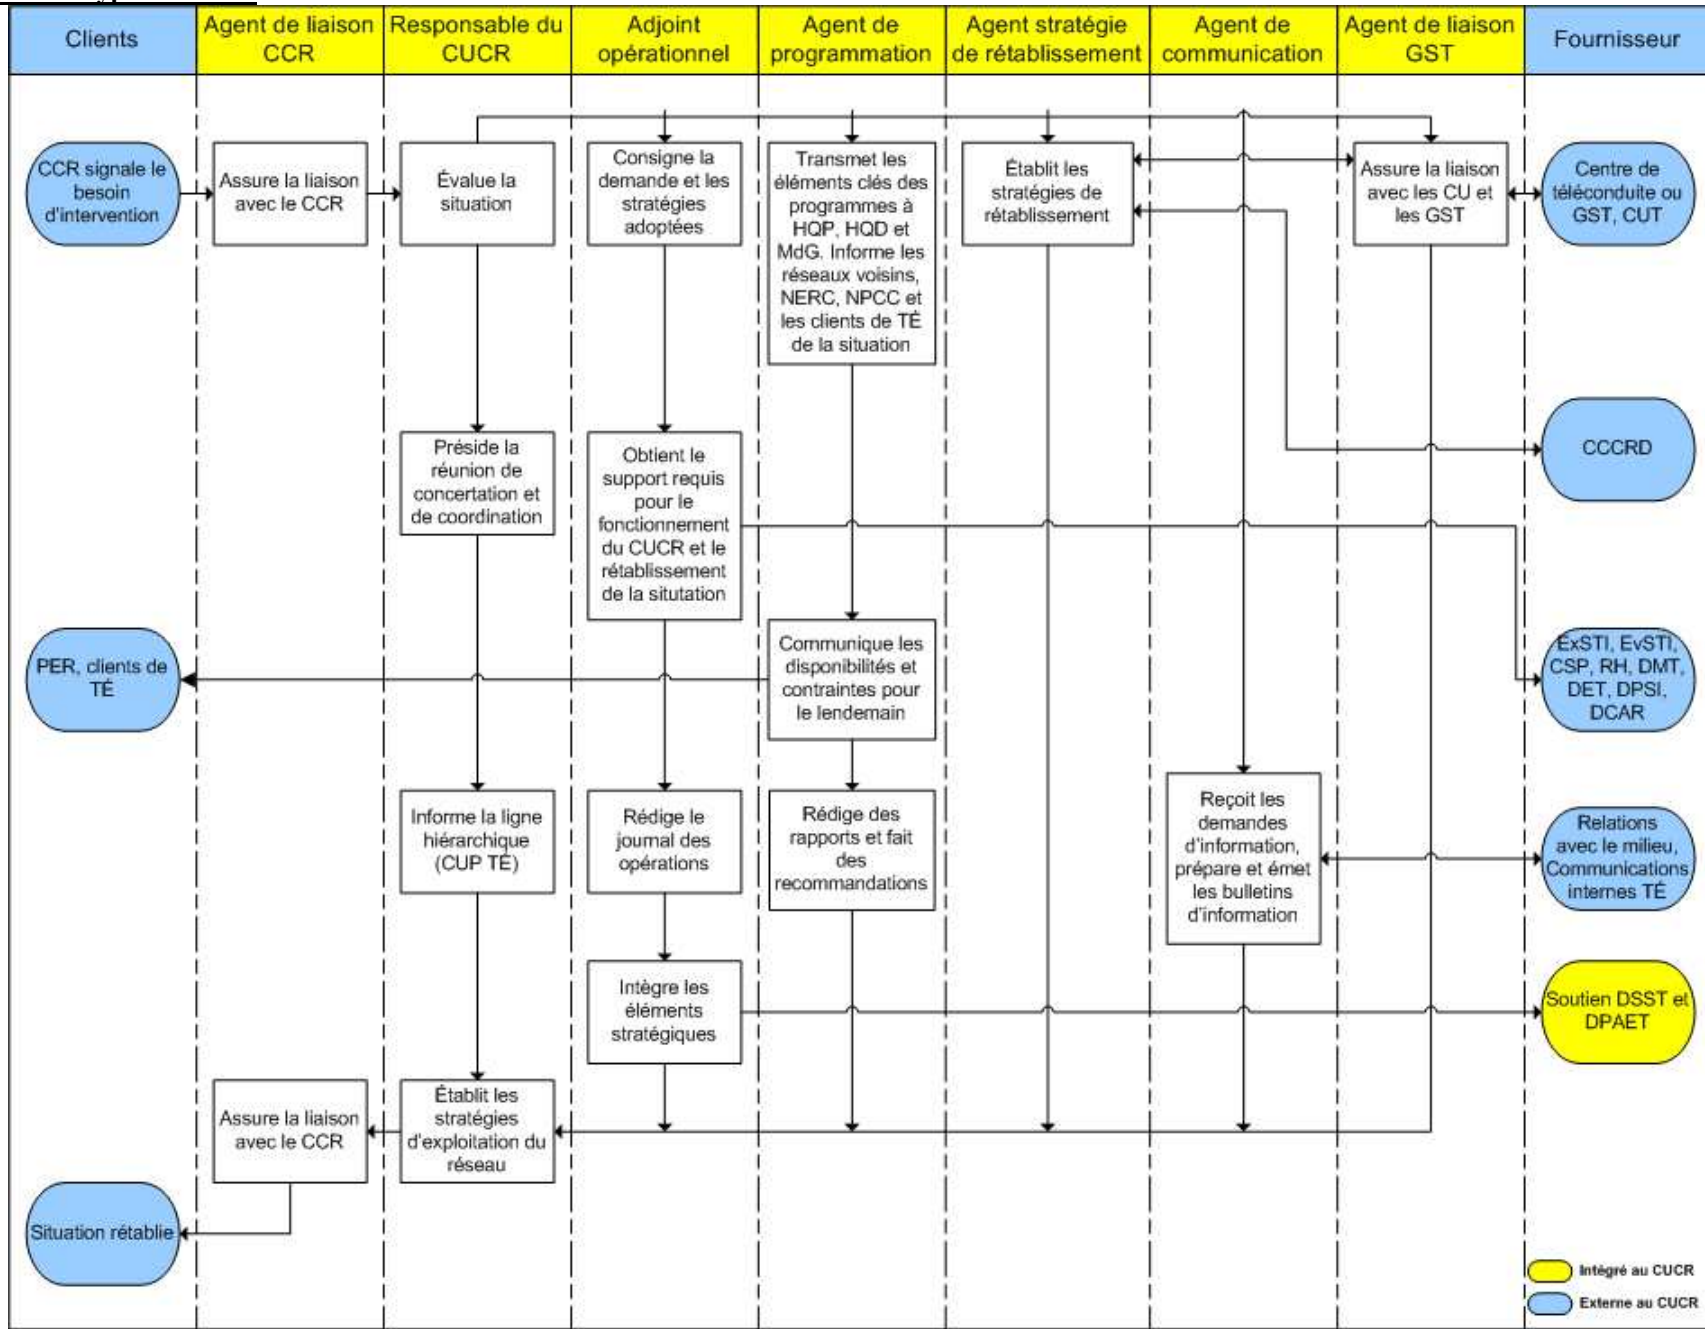 Clients
Agent de liaison
CCR
Responsable du
CUCR
Adjoint
opérationnel
Agent de
programmation
Agent stratégie
de rétablissement
Agent de
communication
Agent de liaison
GST
Fournisseur
CCR signale le
besoin
d'intervention
Assure la liaison
avec le CCR
Évalue la
situation
Consigne la
demande et les
stratégies
adoptées
Transmet les
éléments clés des
programmes à
HQP, HQD et
MdG. Informe les
réseaux voisins,
NERC, NPCC et
les clients de TÉ
de la situation
Établit les
stratégies de
rétablissement
Assure la liaison
avec les CU et
les GST
Centre de
téléconduite ou
GST, CUT
Préside la
réunion de
concertation et
de coordination
Obtient le
support requis
pour le
fonctionnement
du CUCR et le
rétablissement
de la situtation
CCCRD
PER, clients de
TÉ
Communique les
disponibilités et
contraintes pour
le lendemain
ExSTI, EvSTI,
CSP, RH, DMT,
DET, DPSI,
DCAR
Informe la ligne
hiérarchique
(CUP TÉ)
Rédige le
journal des
opérations
Rédige des
rapports et fait
des
recommandations
Reçoit les
demandes
d'information,
prépare et émet
les bulletins
d'information
Relations
avec le milieu,
Communications
internes TÉ
Intègre les
éléments
stratégiques
Soutien DSST et
DPAET
Assure la liaison
avec le CCR
Établit les
stratégies
d'exploitation du
réseau
Situation rétablie
Intégré au CUCR
Externe au CUCR